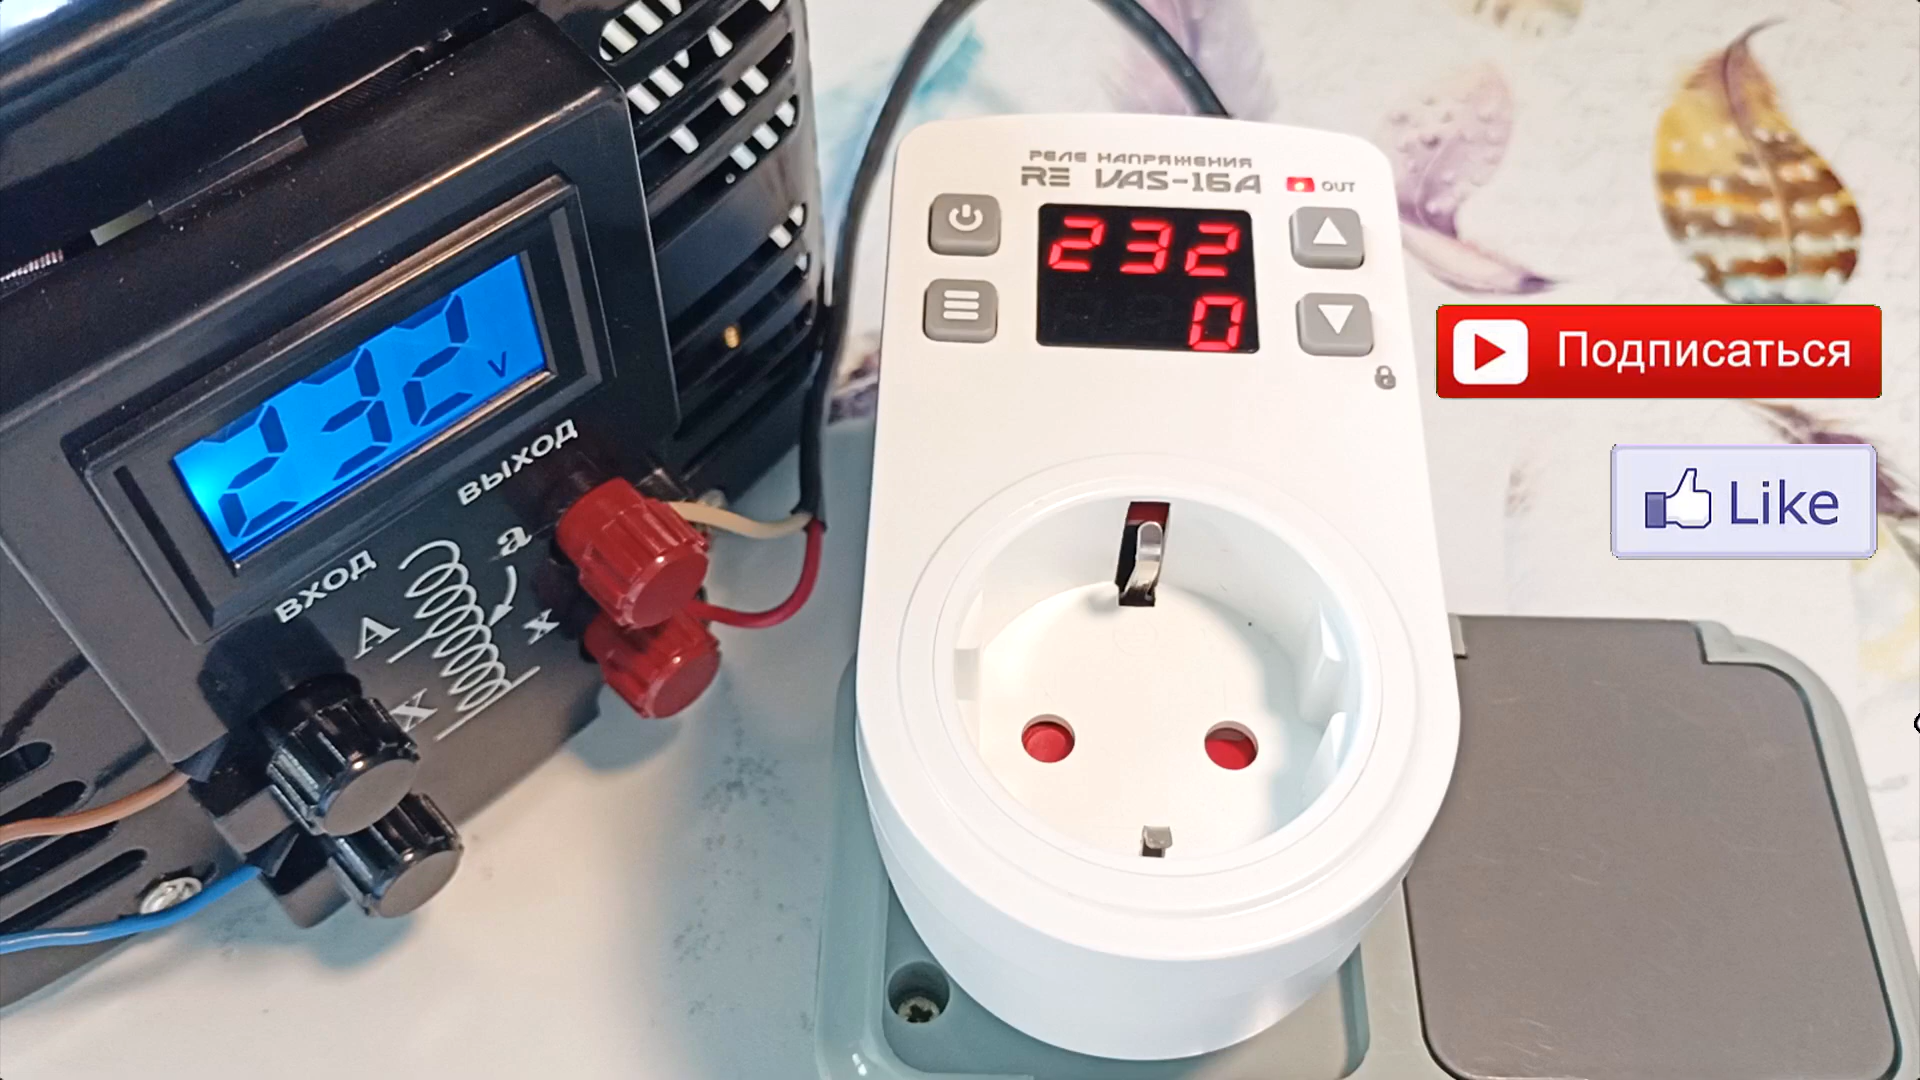 232 V
ВЫХОД
ВХОД
a
A
x
X
РЕЛЕ НАПРЯЖЕНИЯ
RE VAS-16A
OUT
232
0
Подписаться
Like